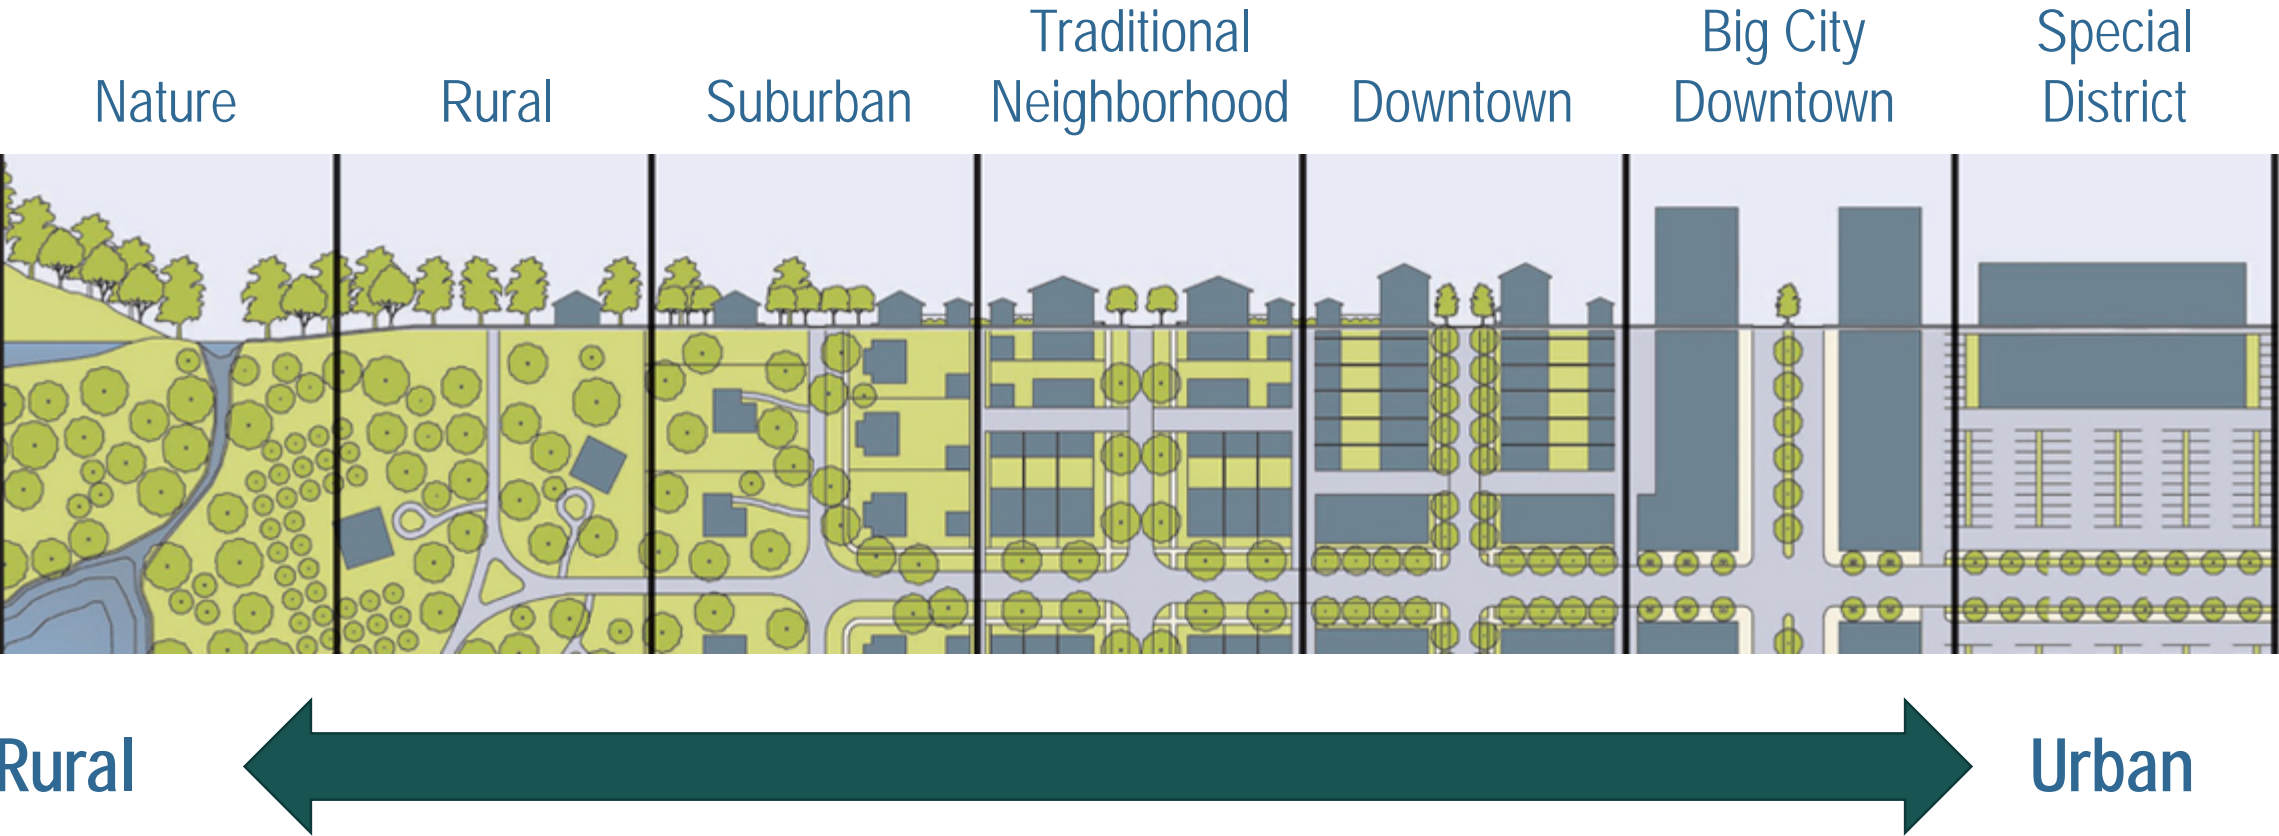 Nature
Rural
Suburban
Traditional
Neighborhood
Downtown
Big City
Downtown
Special
District
Rural
Urban